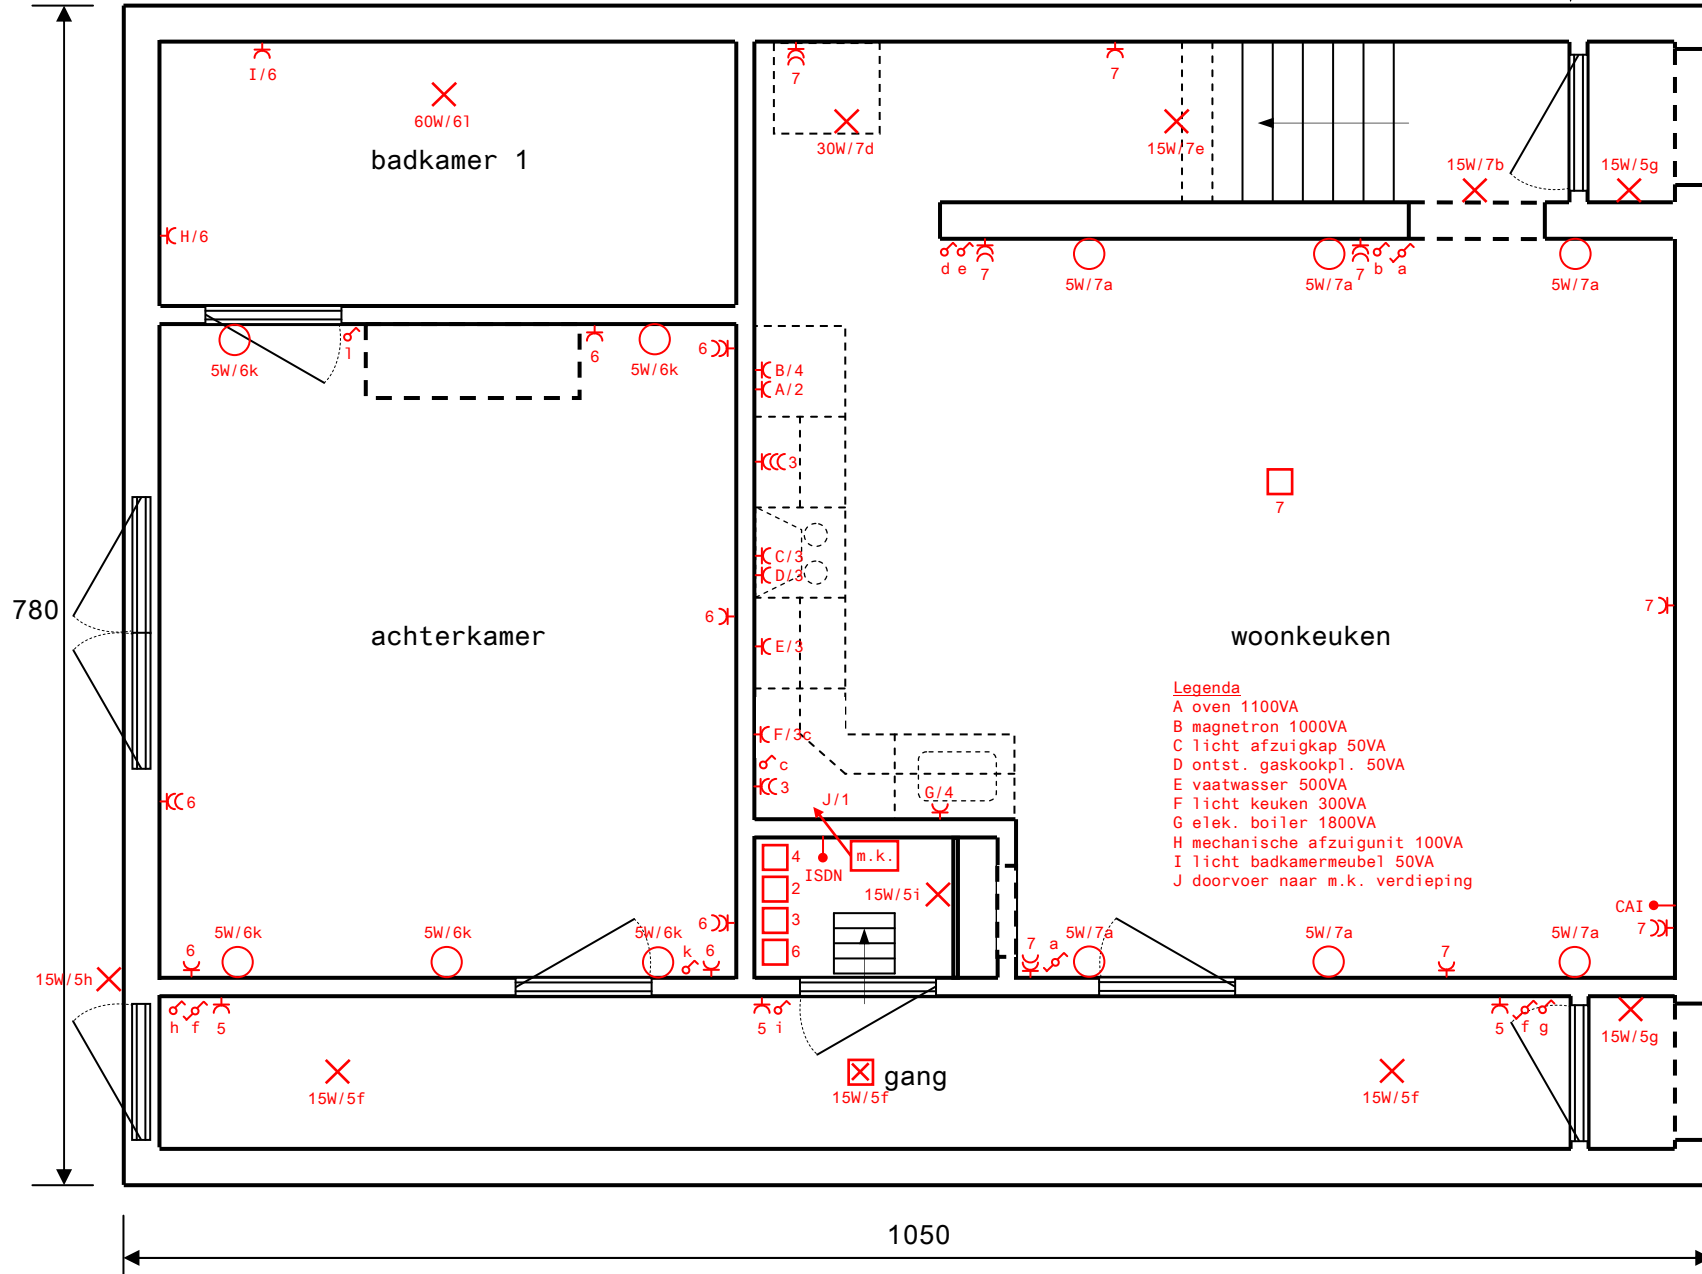 I/6
60W/6l
badkamer 1
H/6
7
30W/7d
7
15W/7e
15W/7b
15W/5g
d e 7
5W/7a
5W/7a
7 b a
5W/7a
5W/6k
l
6
5W/6k
6
B/4
A/2
3
7
C/3
D/3
780
6
7
achterkamer
woonkeuken
E/3
Legenda
A oven 1100VA
B magnetron 1000VA
C licht afzuigkap 50VA
D ontst. gaskookpl. 50VA
E vaatwasser 500VA
F licht keuken 300VA
G elek. boiler 1800VA
H mechanische afzuigunit 100VA
I licht badkamermeubel 50VA
J doorvoer naar m.k. verdieping
F/3c
c
3
6
J/1
G/4
4
m.k.
ISDN
2
15W/5i
3
6
CAI
7
6
5W/6k
5W/6k
5W/6k
k
6
6
7 a
5W/7a
5W/7a
7
5W/7a
15W/5h
h f 5
5 i
5 f g
15W/5g
15W/5f
15W/5f
gang
15W/5f
1050